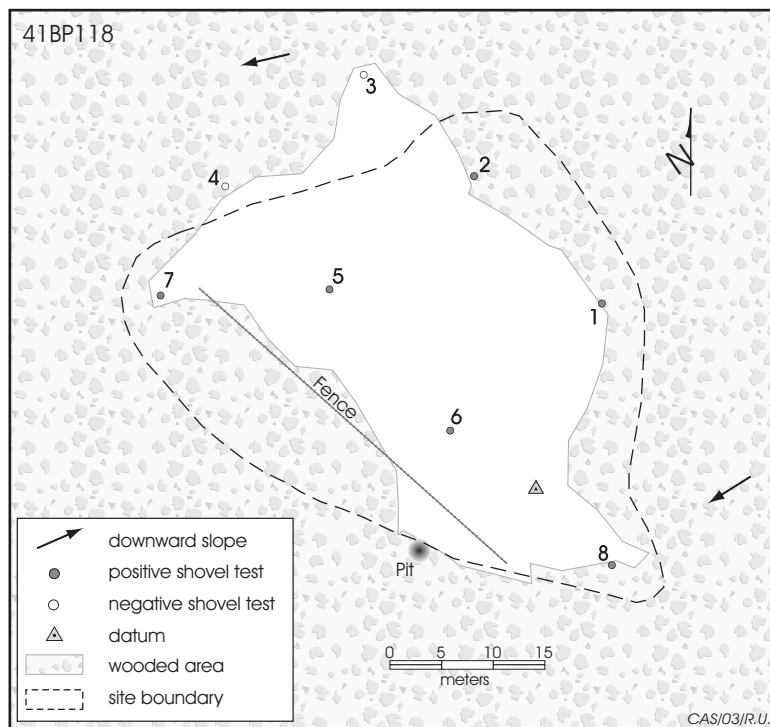 41BP118
3
2
4
N
5
7
1
Fence
6
8
Pit
downward slope
positive shovel test
negative shovel test
datum
wooded area
site boundary
0 5 10 15
meters
CAS/03/R.U.